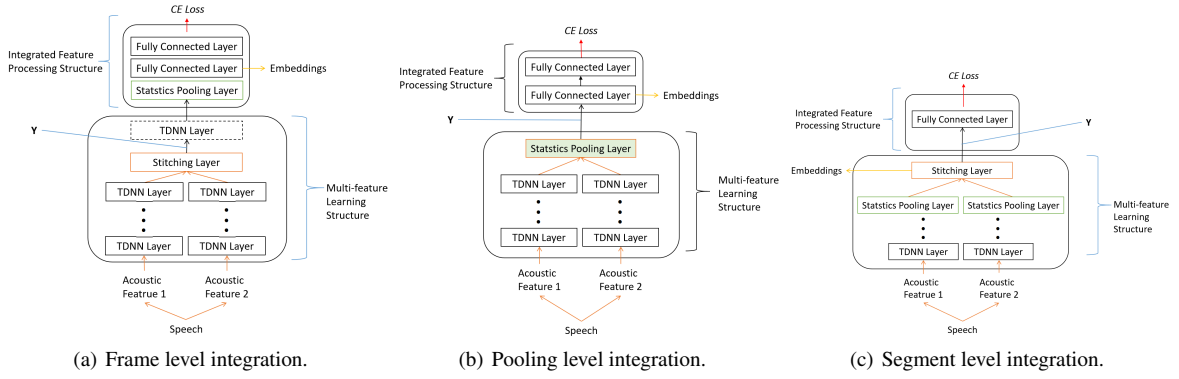 CE Loss
Integrated Feature
Processing Structure
Fully Connected Layer
Fully Connected Layer
Embeddings
Statstics Pooling Layer
Y
TDNN Layer
Stitching Layer
TDNN Layer TDNN Layer
Multi-feature
Learning
Structure
TDNN Layer TDNN Layer
Acoustic
Featrue 1
Acoustic
Feature 2
Speech
(a) Frame level integration.
CE Loss
Integrated Feature
Processing Structure
Fully Connected Layer
Fully Connected Layer
Embeddings
Y
Statstics Pooling Layer
TDNN Layer TDNN Layer
Multi-feature
Learning
Structure
TDNN Layer TDNN Layer
Acoustic
Feature 1
Acoustic
Feature 2
Speech
(b) Pooling level integration.
CE Loss
Integrated Feature
Processing Structure
Fully Connected Layer
Y
Embeddings
Stitching Layer
Statstics Pooling Layer Statstics Pooling Layer
Multi-feature
Learning
Structure
TDNN Layer TDNN Layer
Acoustic
Featrue 1
Acoustic
Feature 2
Speech
(c) Segment level integration.